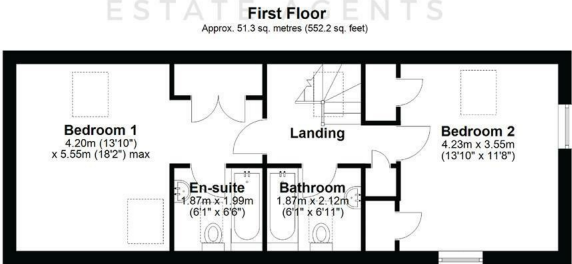 ESTATE AGENTS
First Floor
Approx. 51.3 sq. metres (552.2 sq. feet)
Bedroom 1
4.20m (13'10")
x 5.55m (18'2") max
Landing
Bedroom 2
4.23m x 3.55m
(13'10" x 11'8")
En-suite
1.87m x 1.99m
(6'1" x 6'6")
Bathroom
1.87m x 2.12m
(6'1" x 6'11")